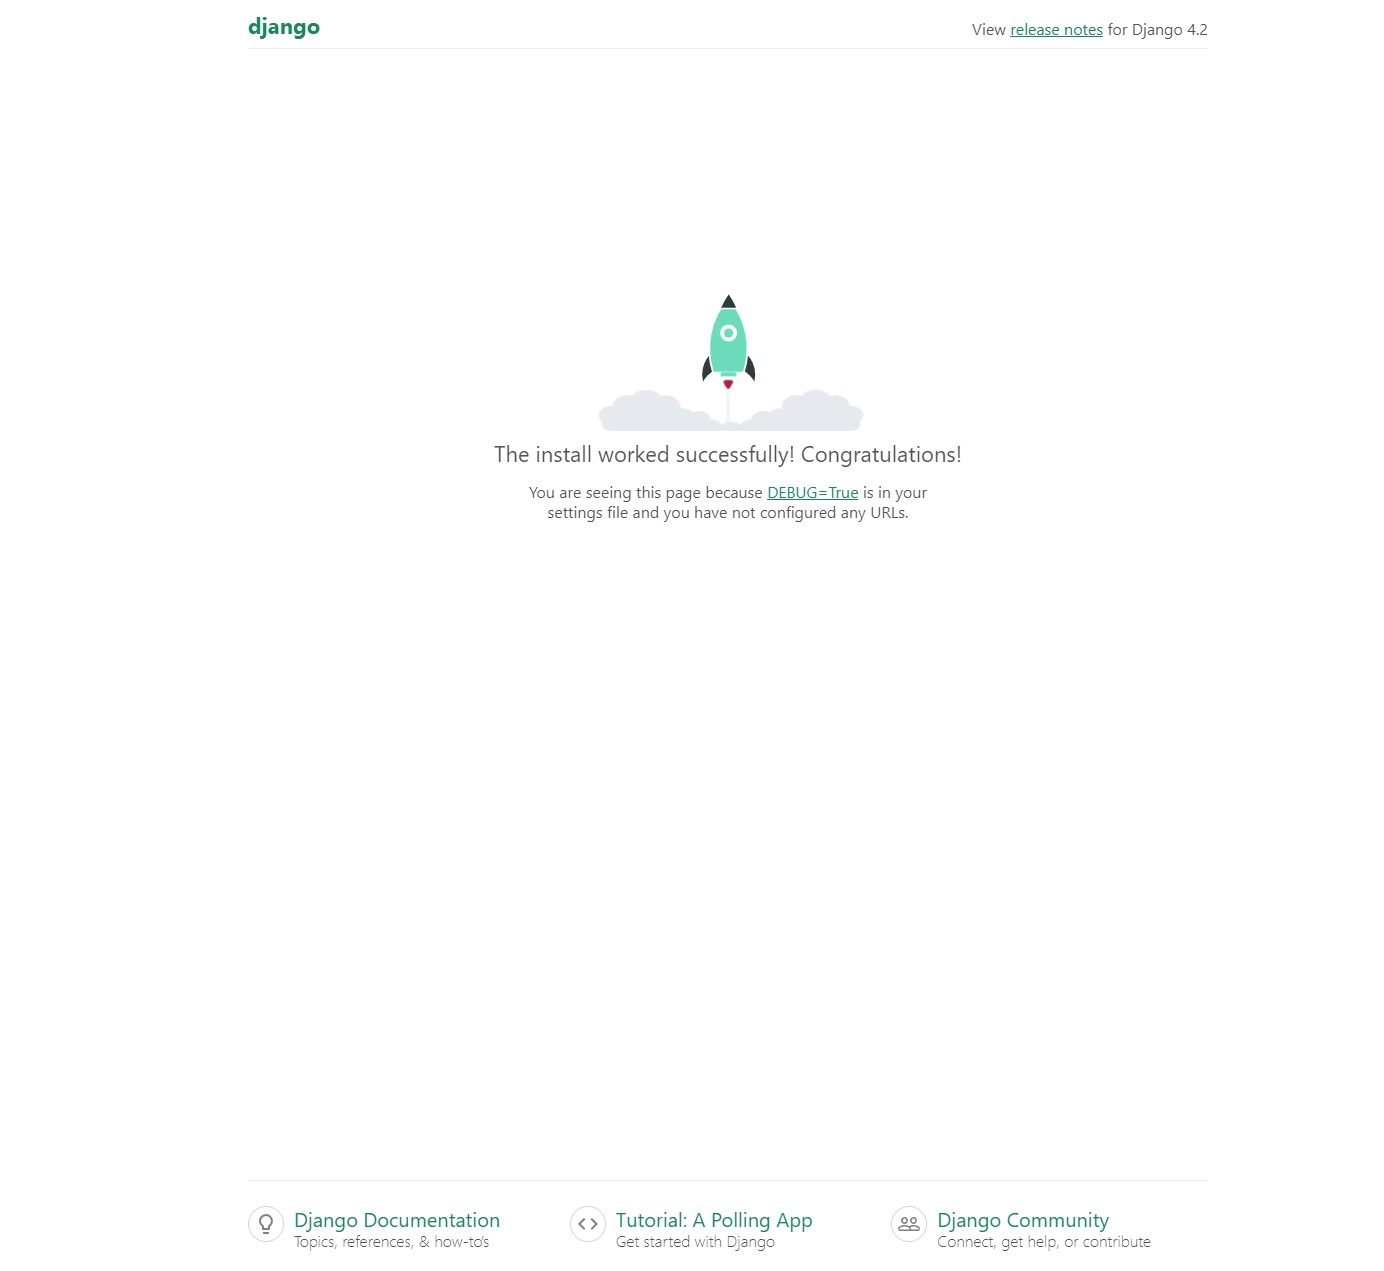 django
View release notes for Django 4.2
The install worked successfully! Congratulations!
You are seeing this page because DEBUG=True is in your
settings file and you have not configured any URLs.
Django Documentation
Topics, references, & how-to’s
Tutorial: A Polling App
Get started with Django
Django Community
Connect, get help, or contribute